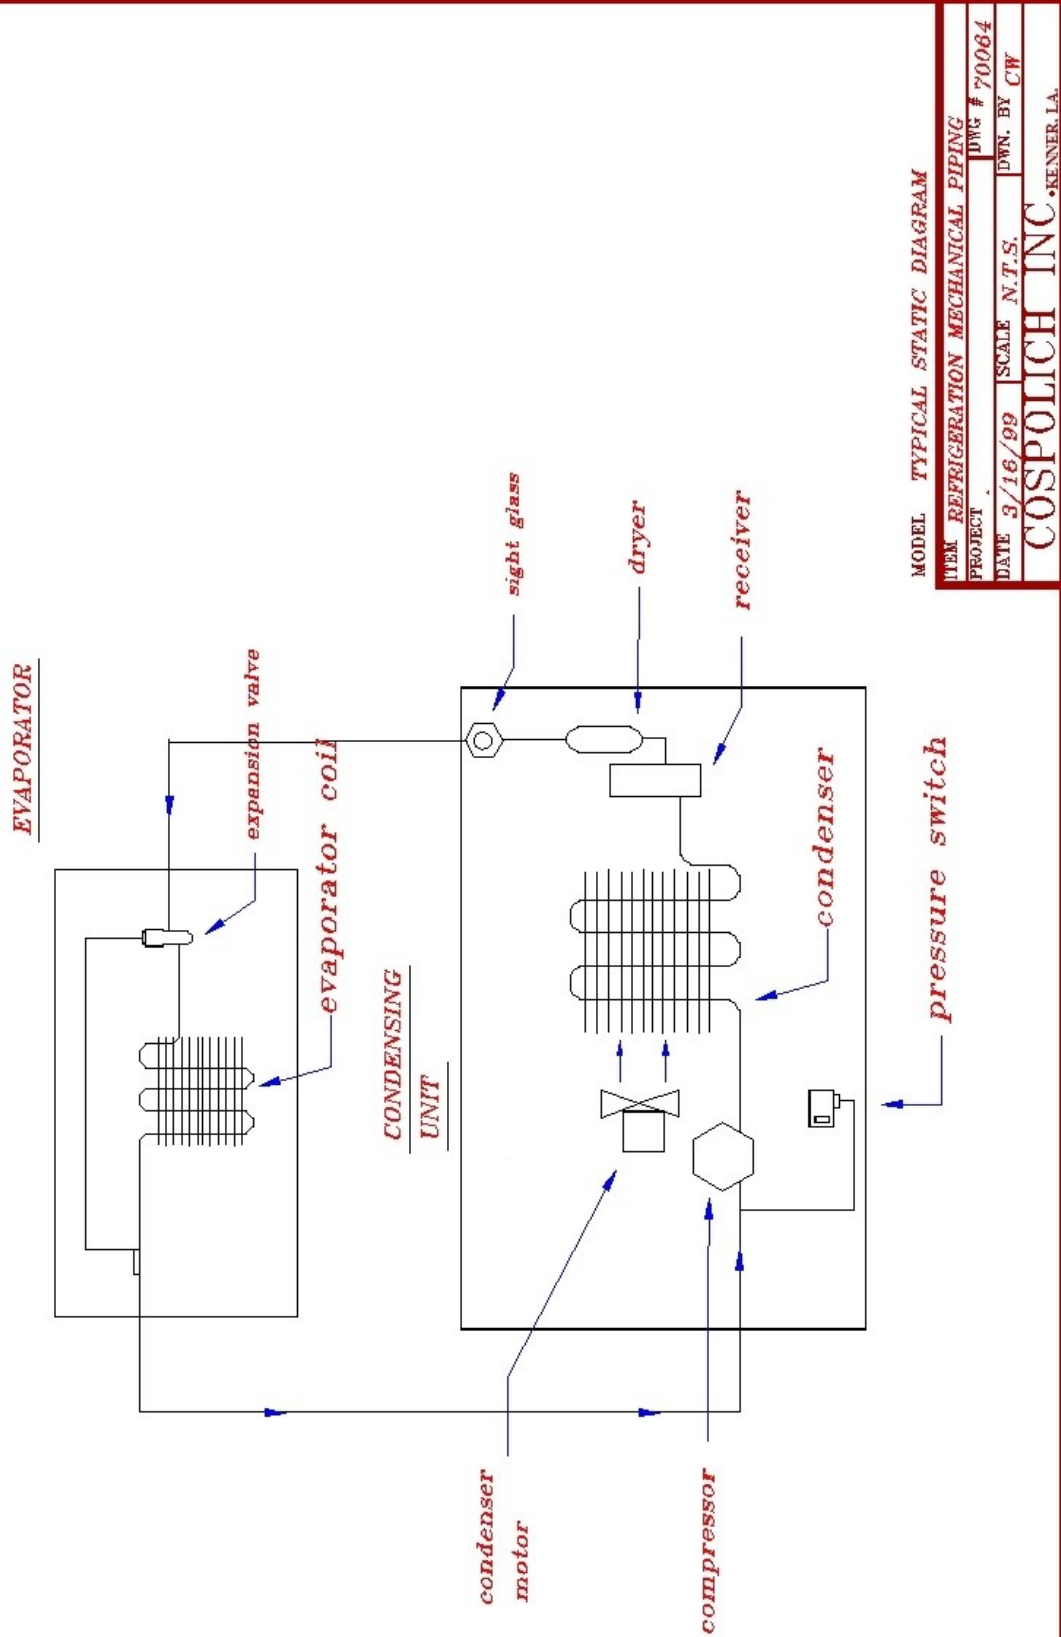 EVAPORATOR
expansion valve
evaporator coil
CONDENSING
UNIT
sight glass
dryer
receiver
condenser
pressure switch
condenser
motor
compressor
MODEL TYPICAL STATIC DIAGRAM
ITEM REFRIGERATION MECHANICAL PIPING
PROJECT . DWG # 70064
DATE 3/16/99 SCALE N.T.S. DWN. BY CW
COSPOLICH INC. •KENNER, LA.